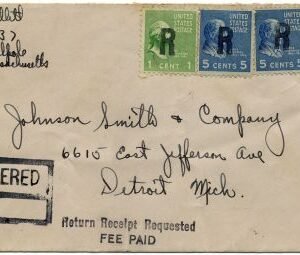 37
UNITED
STATES
POSTAGE
1 CENT 1
R
UNITED
STATES
POSTAGE
5 CENTS 5
R
UNITED
STATES
POSTAGE
5 CENTS 5
R
Johnson Smith & Company
6615 East Jefferson Ave
Detroit Mich.
ERED
Return Receipt Requested
FEE PAID